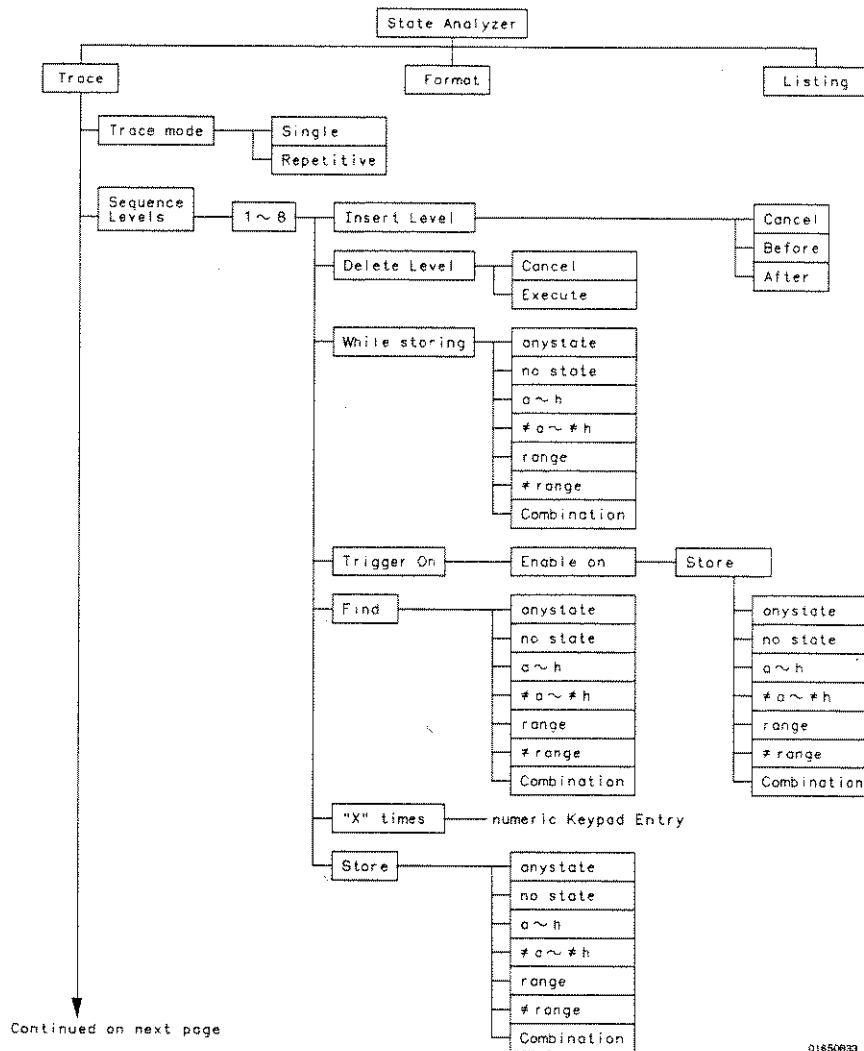 State Analyzer
Trace
Format
Listing
Trace mode
Single
Repetitive
Sequence
Levels
1~8
Insert Level
Cancel
Before
After
Delete Level
Cancel
Execute
While storing
anystate
no state
a~h
≠a~≠h
range
≠range
Combination
Trigger On
Enable on
Store
anystate
no state
a~h
≠a~≠h
range
≠range
Combination
Find
anystate
no state
a~h
≠a~≠h
range
≠range
Combination
"X" times
numeric Keypad Entry
Store
anystate
no state
a~h
≠a~≠h
range
≠range
Combination
Continued on next page
01650B33